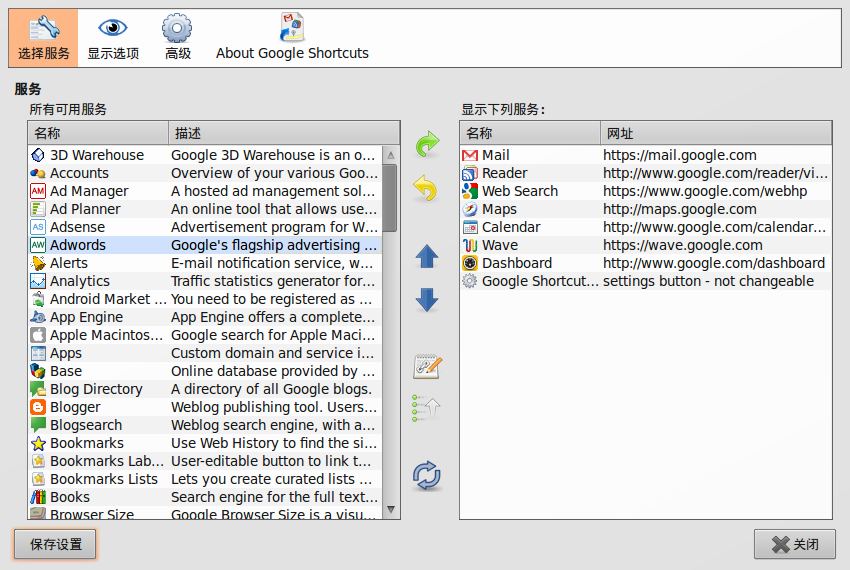 选择服务 显示选项 高级 About Google Shortcuts
服务
所有可用服务 显示下列服务:
名称 描述 名称 网址
3D Warehouse Google 3D Warehouse is an o... Mail https://mail.google.com
Accounts Overview of your various Goo... Reader http://www.google.com/reader/vi...
AM Ad Manager A hosted ad management sol... Web Search https://www.google.com/webhp
Ad Planner An online tool that allows use... Maps http://maps.google.com
AS Adsense Advertisement program for W... Calendar http://www.google.com/calendar...
AW Adwords Google's flagship advertising ... Wave https://wave.google.com
Alerts E-mail notification service, w... Dashboard http://www.google.com/dashboard
Analytics Traffic statistics generator for... Google Shortcut... settings button - not changeable
Android Market ... You need to be registered as ...
App Engine App Engine offers a complete...
Apple Macintos... Google search for Apple Maci...
Apps Custom domain and service i...
Base Online database provided by ...
Blog Directory A directory of all Google blogs.
Blogger Weblog publishing tool. Users...
Blogsearch Weblog search engine, with a...
Bookmarks Use Web History to find the si...
Bookmarks Lab... User-editable button to link t...
Bookmarks Lists Lets you create curated lists ...
Books Search engine for the full text...
Browser Size Google Browser Size is a visu...
保存设置 关闭